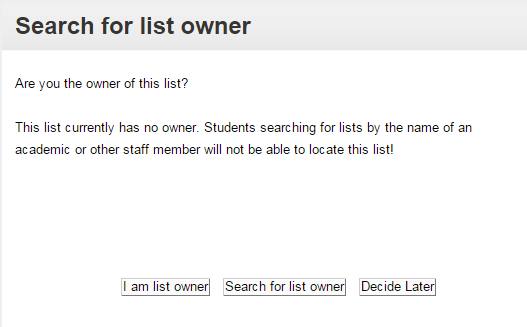 Search for list owner
Are you the owner of this list?
This list currently has no owner. Students searching for lists by the name of an
academic or other staff member will not be able to locate this list!
I am list owner Search for list owner Decide Later